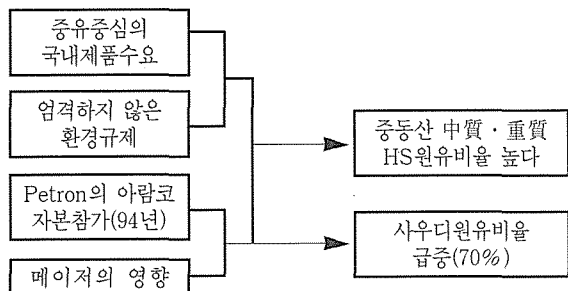 중유중심의
국내제품수요
엄격하지 않은
환경규제
Petron의 아람코
자본참가(94년)
메이저의 영향
중동산 中質・重質
HS원유비율 높다
사우디원유비율
급증(70%)